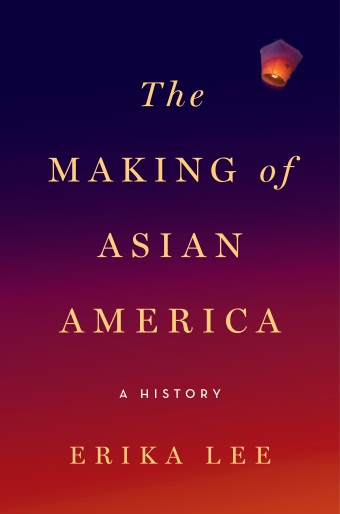 The
MAKING of
ASIAN
AMERICA
A HISTORY
ERIKA LEE